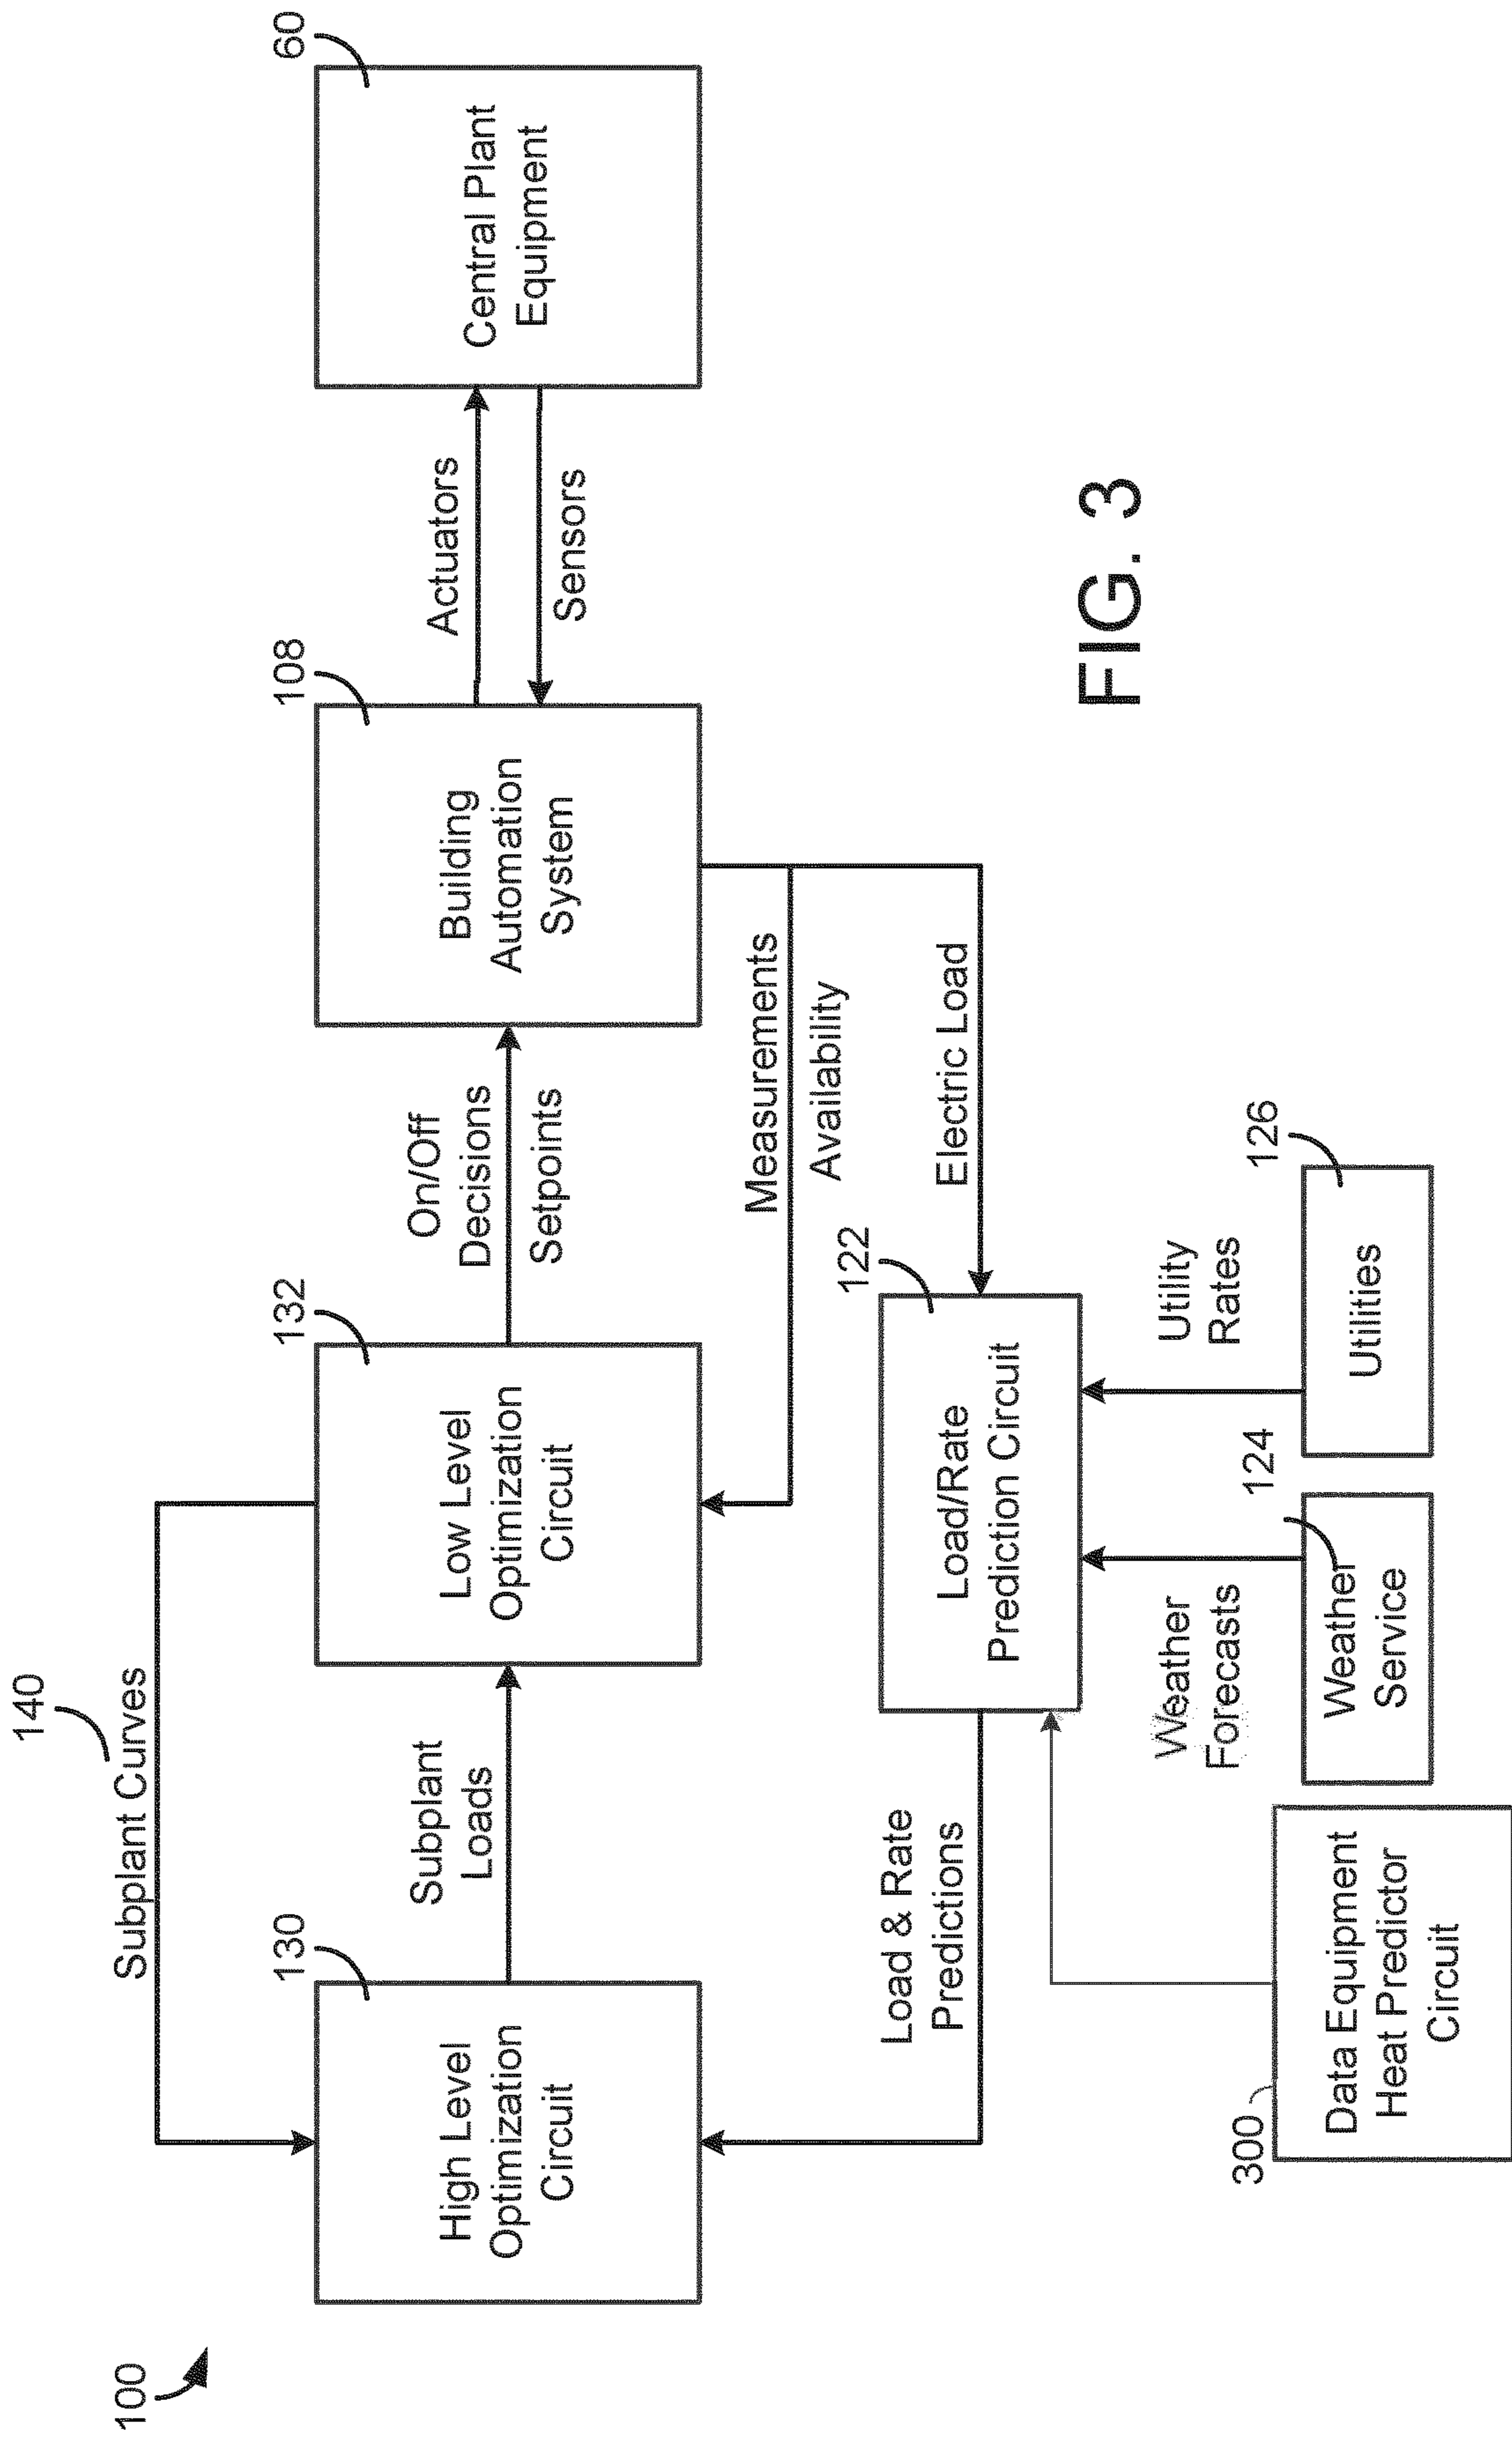 100
140
Subplant Curves
130
High Level
Optimization
Circuit
Subplant
Loads
132
Low Level
Optimization
Circuit
On/Off
Decisions
Setpoints
108
Building
Automation
System
Actuators
Sensors
60
Central Plant
Equipment
Measurements
Availability
Electric Load
Load & Rate
Predictions
122
Load/Rate
Prediction Circuit
Weather
Forecasts
Utility
Rates
300
Data Equipment
Heat Predictor
Circuit
124
Weather
Service
126
Utilities
FIG. 3